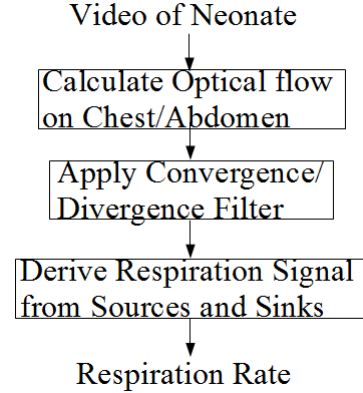 Video of Neonate
Calculate Optical flow
on Chest/Abdomen
Apply Convergence/
Divergence Filter
Derive Respiration Signal
from Sources and Sinks
Respiration Rate